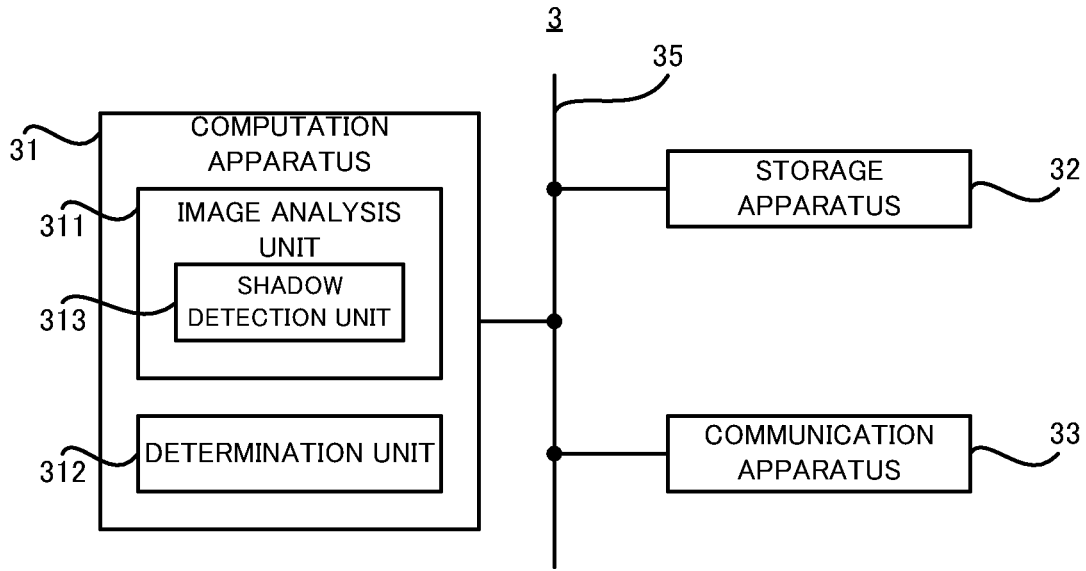 3
35
31
COMPUTATION
APPARATUS
311
IMAGE ANALYSIS
UNIT
313
SHADOW
DETECTION UNIT
312
DETERMINATION UNIT
STORAGE
APPARATUS
32
COMMUNICATION
APPARATUS
33